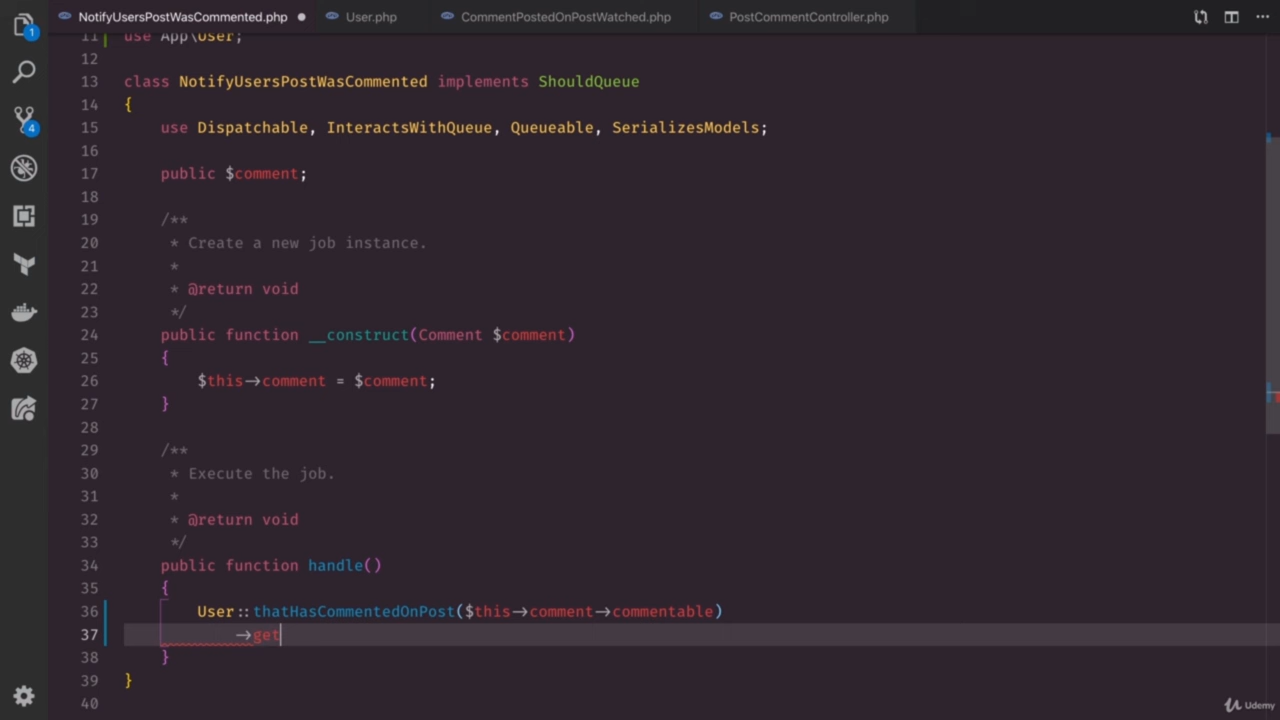 NotifyUsersPostWasCommented.php ● User.php CommentPostedOnPostWatched.php PostCommentController.php
1
4
11 use App\User;
12
13 class NotifyUsersPostWasCommented implements ShouldQueue
14 {
15 use Dispatchable, InteractsWithQueue, Queueable, SerializesModels;
16
17 public $comment;
18
19 /**
20 * Create a new job instance.
21 *
22 * @return void
23 */
24 public function __construct(Comment $comment)
25 {
26 $this→comment = $comment;
27 }
28
29 /**
30 * Execute the job.
31 *
32 * @return void
33 */
34 public function handle()
35 {
36 User::thatHasCommentedOnPost($this→comment→commentable)
37 →get
38 }
39 }
40
Udemy